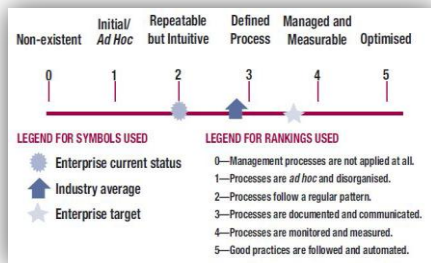 Non-existent
Initial/
Ad Hoc
Repeatable
but Intuitive
Defined
Process
Managed and
Measurable
Optimised
0 1 2 3 4 5
LEGEND FOR SYMBOLS USED
Enterprise current status
Industry average
Enterprise target
LEGEND FOR RANKINGS USED
0—Management processes are not applied at all.
1—Processes are ad hoc and disorganised.
2—Processes follow a regular pattern.
3—Processes are documented and communicated.
4—Processes are monitored and measured.
5—Good practices are followed and automated.